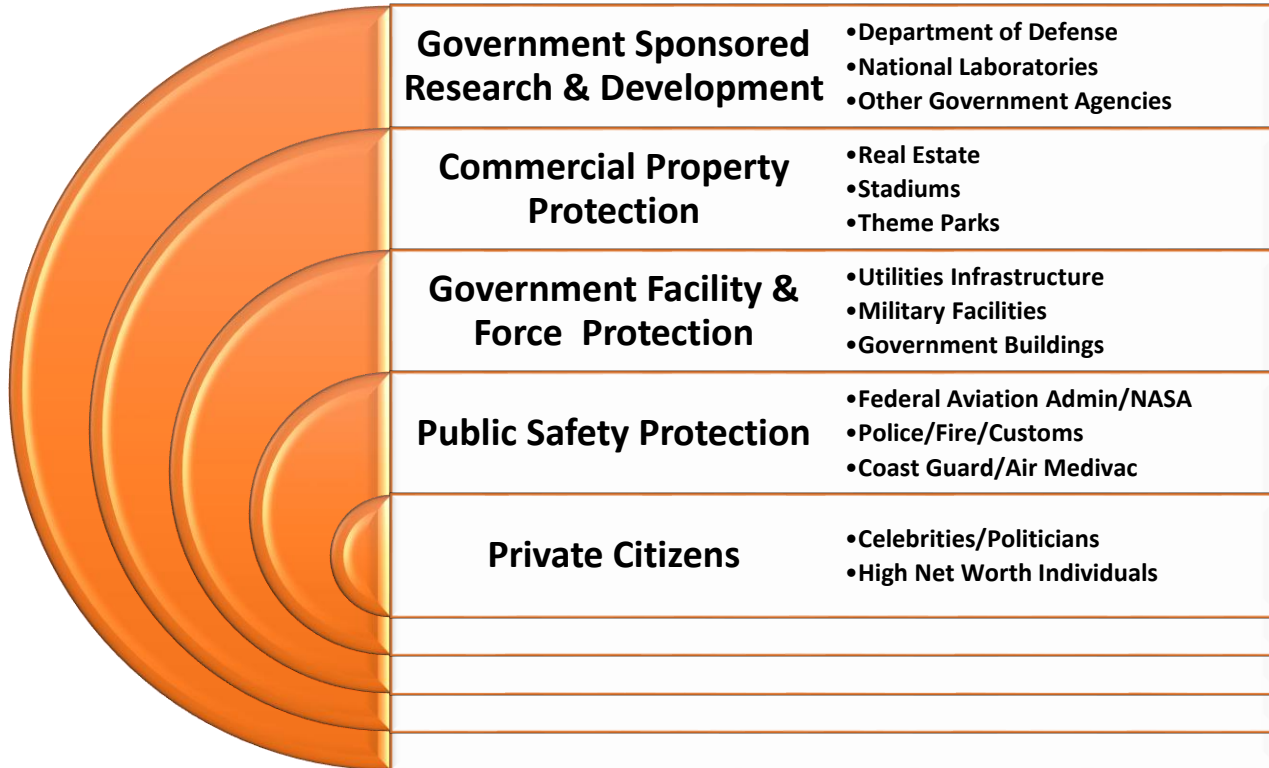 Government Sponsored
Research & Development
•Department of Defense
•National Laboratories
•Other Government Agencies
Commercial Property
Protection
•Real Estate
•Stadiums
•Theme Parks
Government Facility &
Force  Protection
•Utilities Infrastructure
•Military Facilities
•Government Buildings
Public Safety Protection
•Federal Aviation Admin/NASA
•Police/Fire/Customs
•Coast Guard/Air Medivac
Private Citizens
•Celebrities/Politicians
•High Net Worth Individuals